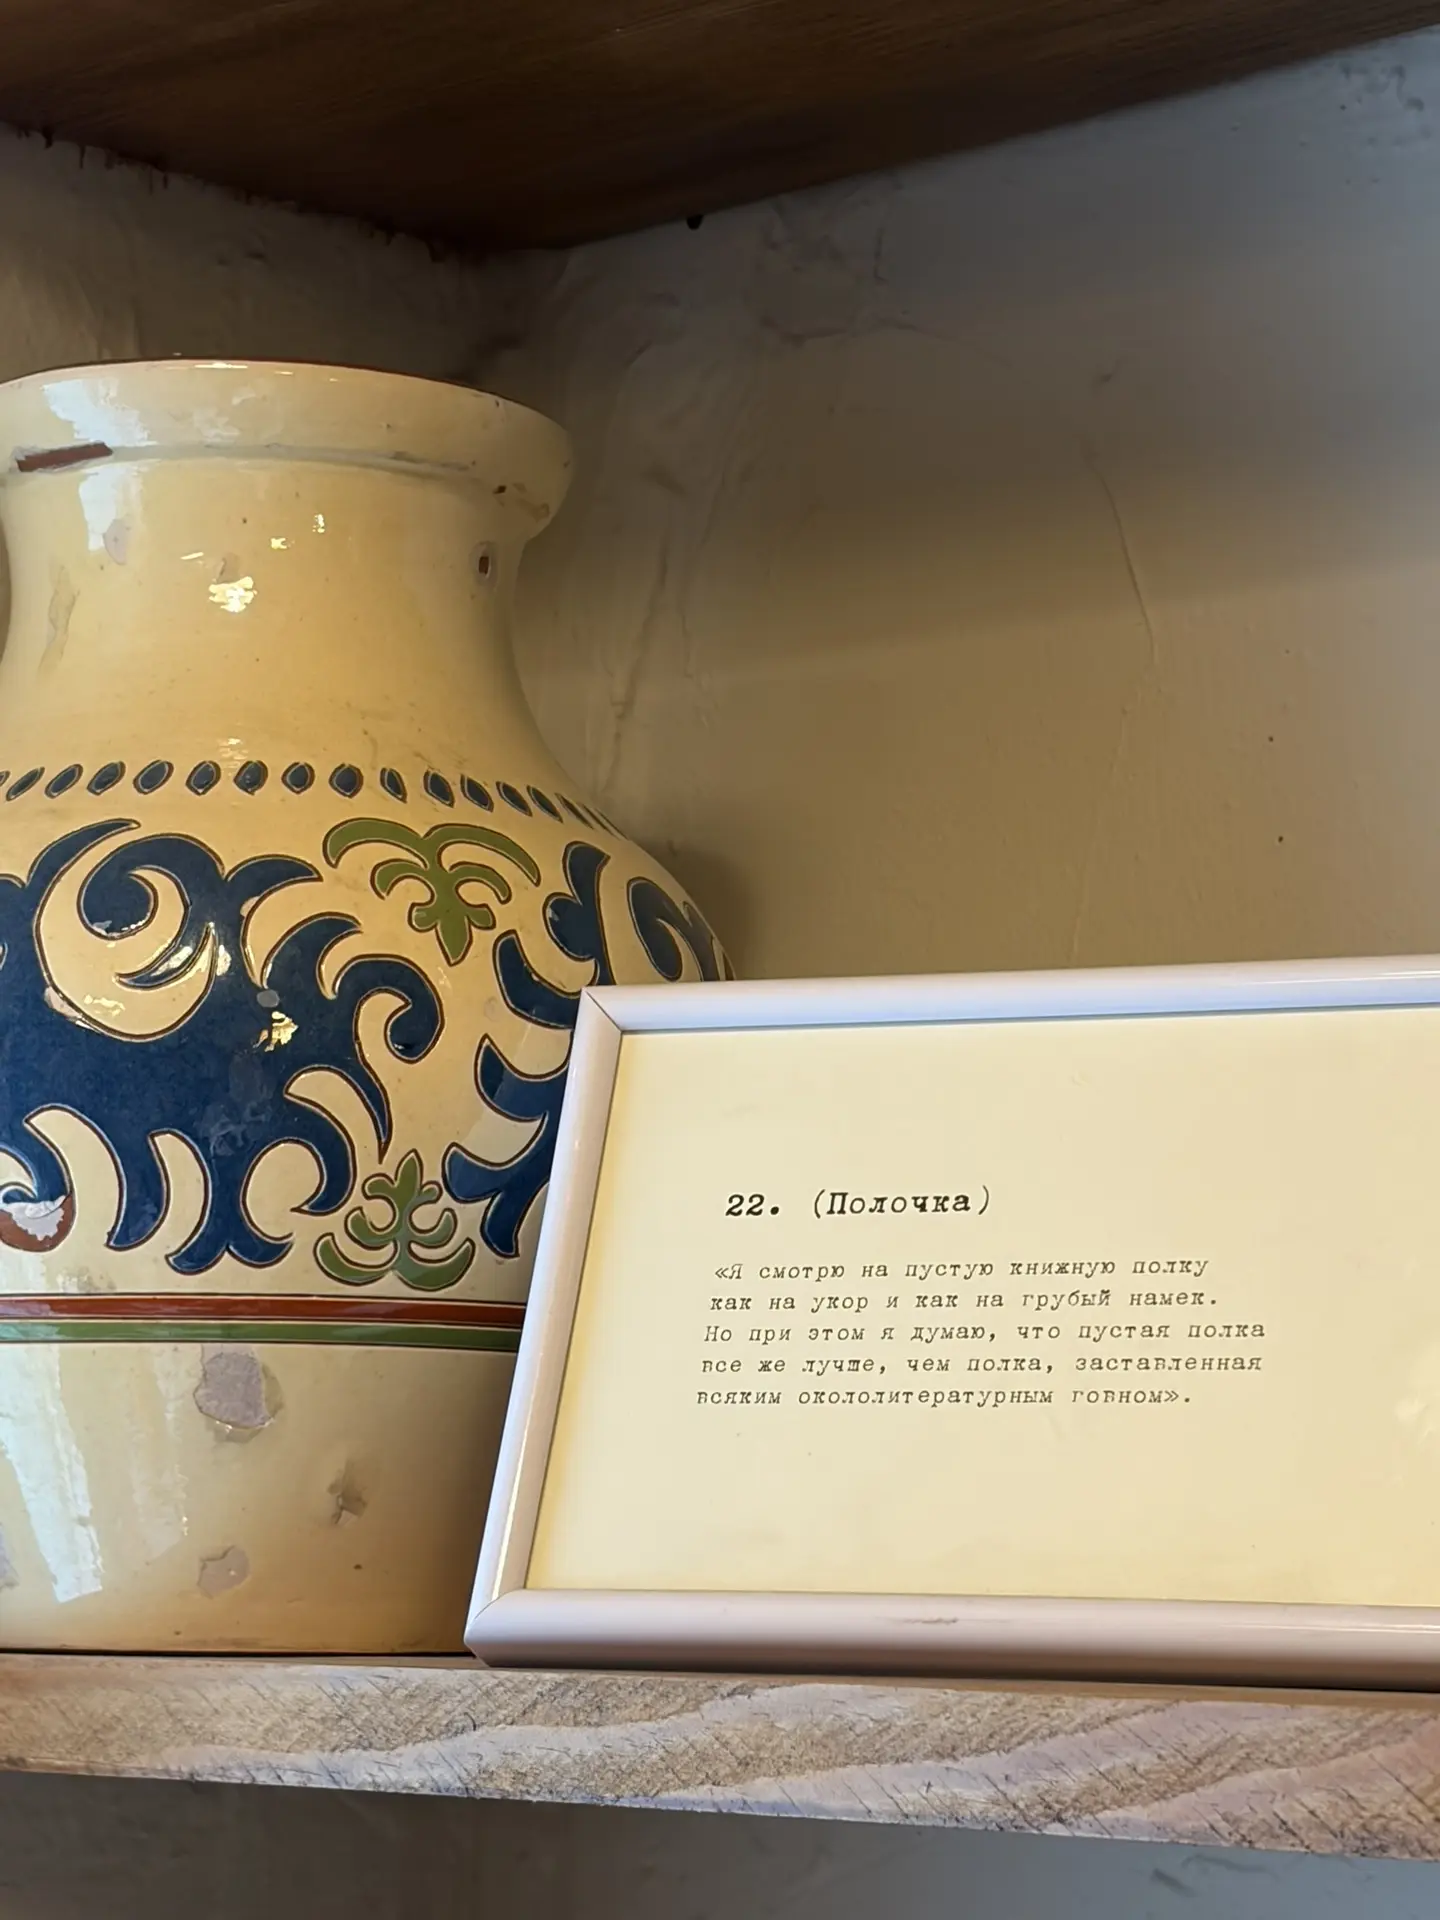 22. (Полочка)
«Я смотрю на пустую книжную полку
как на укор и как на грубый намек.
Но при этом я думаю, что пустая полка
все же лучше, чем полка, заставленная
всяким окололитературным говном».